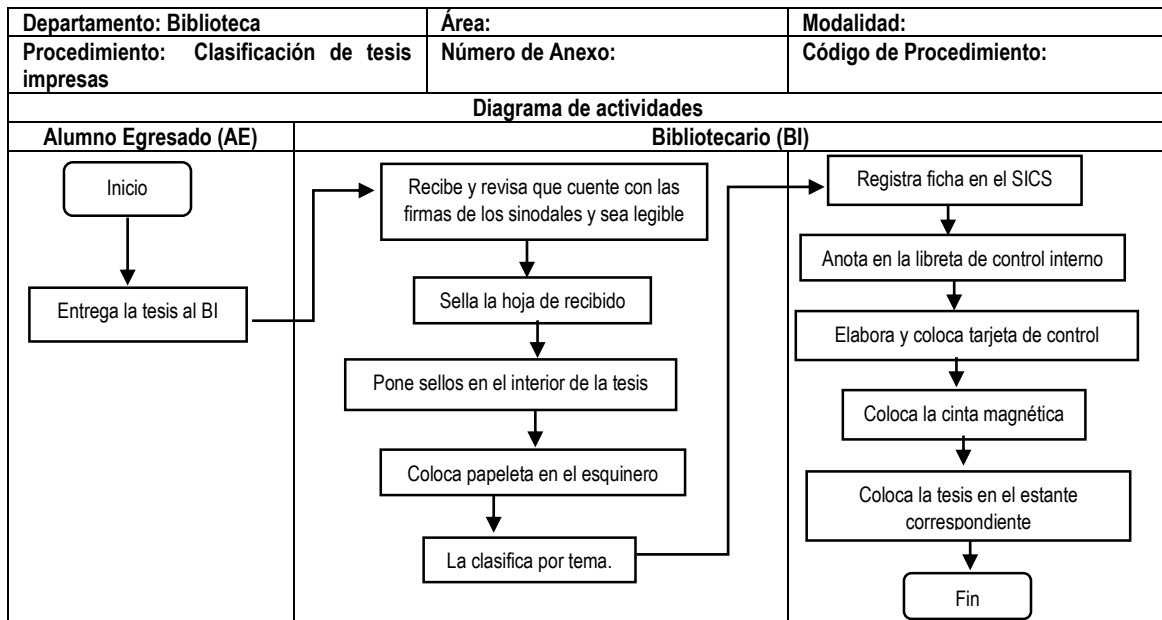 Departamento: Biblioteca
Área:
Modalidad:
Procedimiento: Clasificación de tesis
impresas
Número de Anexo:
Código de Procedimiento:
Diagrama de actividades
Alumno Egresado (AE)
Bibliotecario (BI)
Inicio
Entrega la tesis al BI
Recibe y revisa que cuente con las
firmas de los sinodales y sea legible
Sella la hoja de recibido
Pone sellos en el interior de la tesis
Coloca papeleta en el esquinero
La clasifica por tema.
Registra ficha en el SICS
Anota en la libreta de control interno
Elabora y coloca tarjeta de control
Coloca la cinta magnética
Coloca la tesis en el estante
correspondiente
Fin